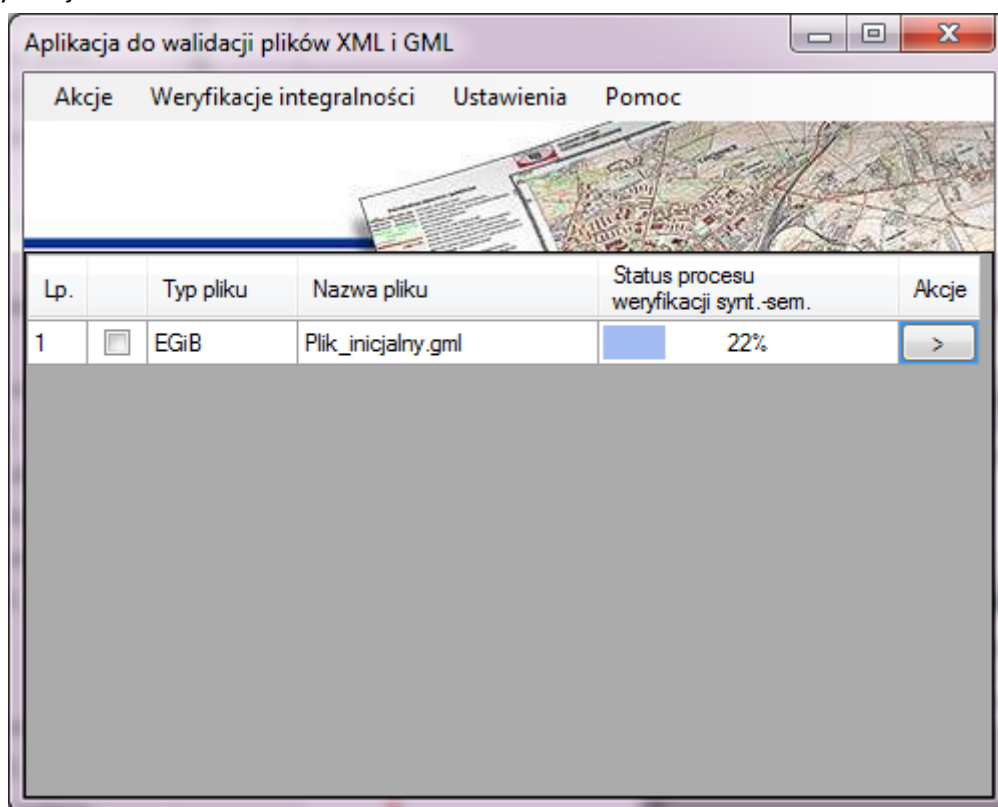 Aplikacja do walidacji plików XML i GML
Akcje Weryfikacje integralności Ustawienia Pomoc
Lp. Typ pliku Nazwa pliku Status procesu weryfikacji synt.-sem. Akcje
1 EGiB Plik_inicjalny.gml 22% >